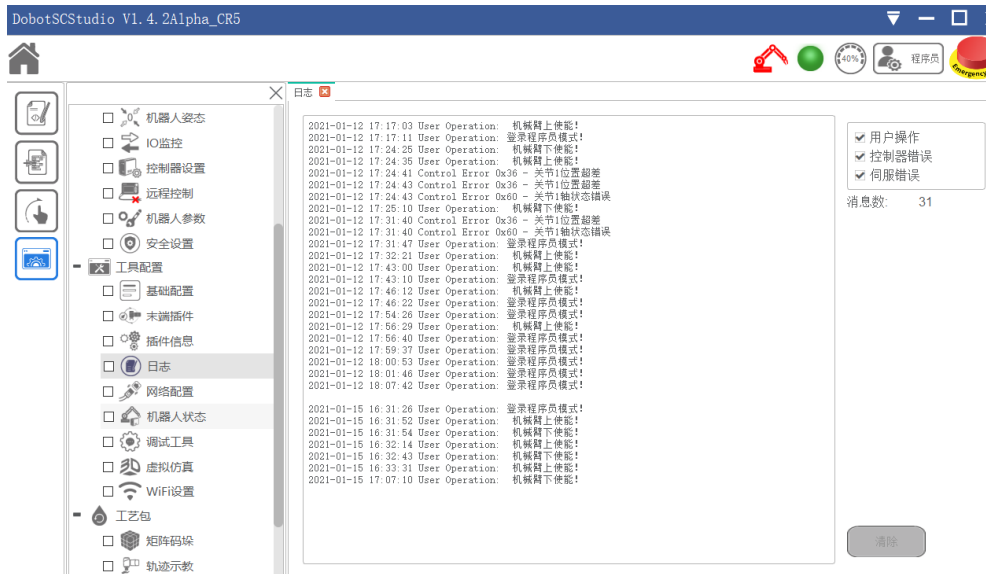 DobotSCStudio V1.4.2Alpha_CR5
40%
程序员
Emergency
机器人姿态
IO监控
控制器设置
远程控制
机器人参数
安全设置
工具配置
基础配置
末端插件
插件信息
日志
网络配置
机器人状态
调试工具
虚拟仿真
WiFi设置
工艺包
矩阵码垛
轨迹示教
日志
2021-01-12 17:17:03 User Operation: 机械臂上使能!
2021-01-12 17:17:11 User Operation: 登录程序员模式!
2021-01-12 17:24:25 User Operation: 机械臂下使能!
2021-01-12 17:24:35 User Operation: 机械臂上使能!
2021-01-12 17:24:41 Control Error 0x36 - 关节1位置超差
2021-01-12 17:24:43 Control Error 0x36 - 关节1位置超差
2021-01-12 17:24:43 Control Error 0x60 - 关节1轴状态错误
2021-01-12 17:25:10 User Operation: 机械臂下使能!
2021-01-12 17:31:40 Control Error 0x36 - 关节1位置超差
2021-01-12 17:31:40 Control Error 0x60 - 关节1轴状态错误
2021-01-12 17:31:47 User Operation: 登录程序员模式!
2021-01-12 17:32:21 User Operation: 机械臂上使能!
2021-01-12 17:43:00 User Operation: 机械臂上使能!
2021-01-12 17:43:10 User Operation: 登录程序员模式!
2021-01-12 17:46:12 User Operation: 机械臂上使能!
2021-01-12 17:46:22 User Operation: 登录程序员模式!
2021-01-12 17:54:26 User Operation: 登录程序员模式!
2021-01-12 17:56:29 User Operation: 机械臂上使能!
2021-01-12 17:56:40 User Operation: 登录程序员模式!
2021-01-12 17:59:37 User Operation: 登录程序员模式!
2021-01-12 18:00:53 User Operation: 登录程序员模式!
2021-01-12 18:01:46 User Operation: 登录程序员模式!
2021-01-12 18:07:42 User Operation: 登录程序员模式!
2021-01-15 16:31:26 User Operation: 登录程序员模式!
2021-01-15 16:31:52 User Operation: 机械臂上使能!
2021-01-15 16:31:54 User Operation: 机械臂下使能!
2021-01-15 16:32:14 User Operation: 机械臂上使能!
2021-01-15 16:32:43 User Operation: 机械臂下使能!
2021-01-15 16:33:31 User Operation: 机械臂上使能!
2021-01-15 17:07:10 User Operation: 机械臂下使能!
用户操作
控制器错误
伺服错误
消息数: 31
清除